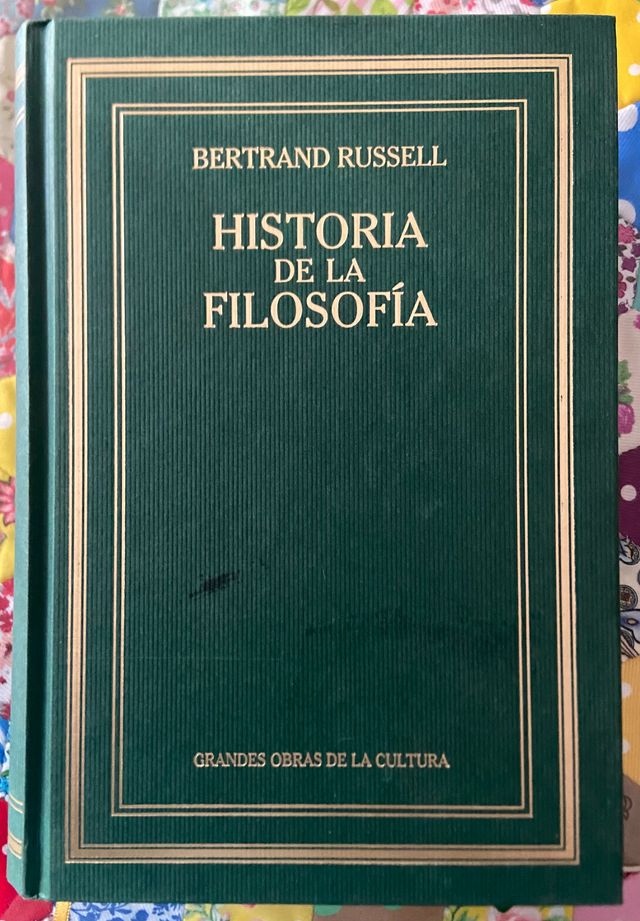 BERTRAND RUSSELL
HISTORIA
DE LA
FILOSOFÍA
GRANDES OBRAS DE LA CULTURA